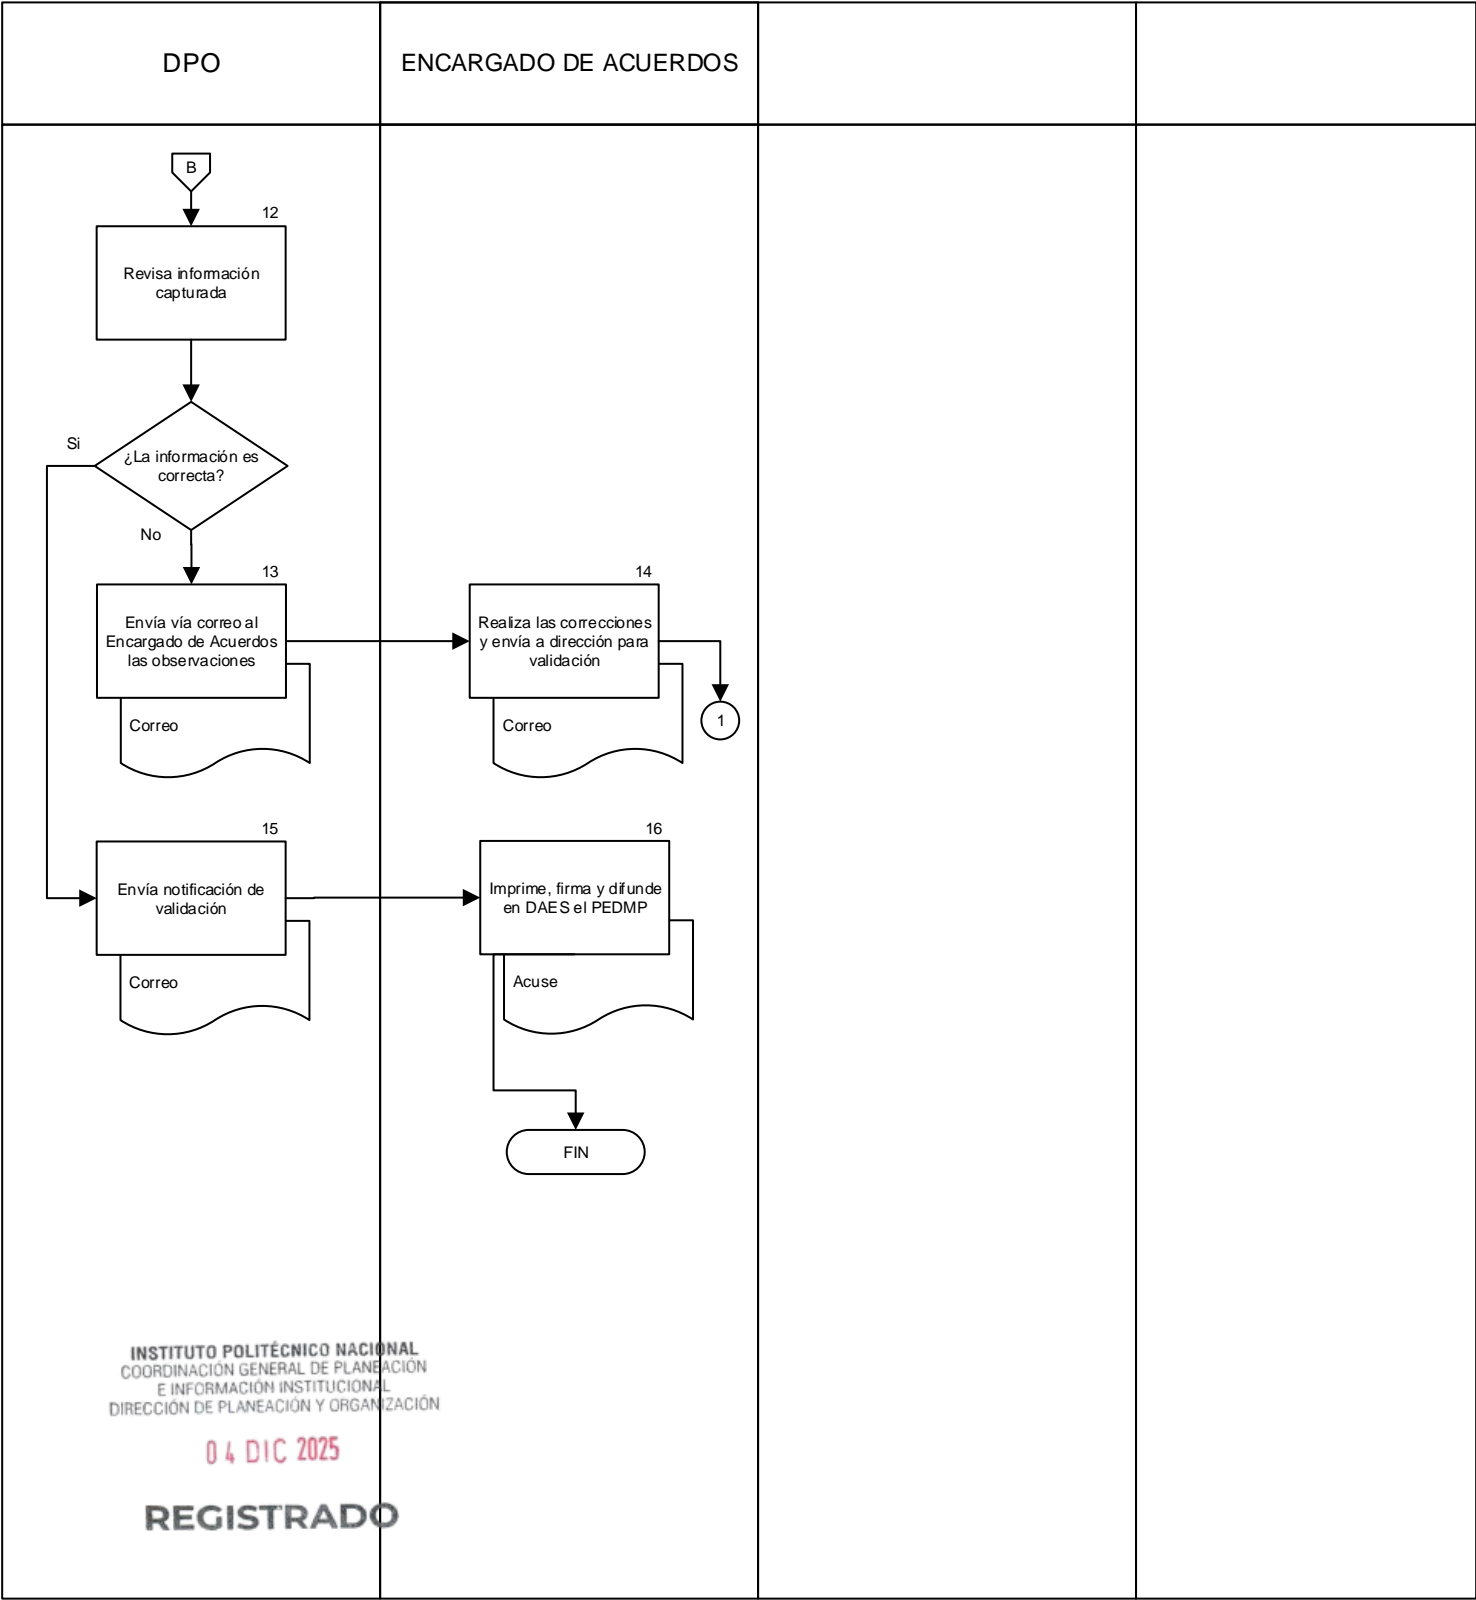 DPO
ENCARGADO DE ACUERDOS
B
12
Revisa información
capturada
Si
¿La información es
correcta?
No
13
Envía vía correo al
Encargado de Acuerdos
las observaciones
Correo
14
Realiza las correcciones
y envía a dirección para
validación
Correo
1
15
Envía notificación de
validación
Correo
16
Imprime, firma y difunde
en DAES el PEDMP
Acuse
FIN
INSTITUTO POLITÉCNICO NACIONAL
COORDINACIÓN GENERAL DE PLANEACIÓN
E INFORMACIÓN INSTITUCIONAL
DIRECCIÓN DE PLANEACIÓN Y ORGANIZACIÓN
04 DIC 2025
REGISTRADO